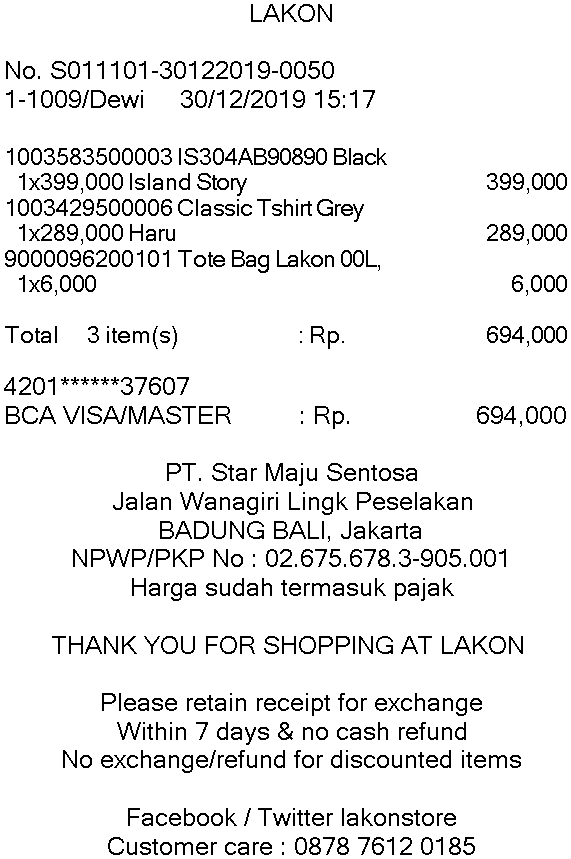 LAKON
No. S011101-30122019-0050
1-1009/Dewi 30/12/2019 15:17
1003583500003 IS304AB90890 Black
1x399,000 Island Story 399,000
1003429500006 Classic Tshirt Grey
1x289,000 Haru 289,000
9000096200101 Tote Bag Lakon 00L,
1x6,000 6,000
Total 3 item(s) : Rp. 694,000
4201******37607
BCA VISA/MASTER : Rp. 694,000
PT. Star Maju Sentosa
Jalan Wanagiri Lingk Peselakan
BADUNG BALI, Jakarta
NPWP/PKP No : 02.675.678.3-905.001
Harga sudah termasuk pajak
THANK YOU FOR SHOPPING AT LAKON
Please retain receipt for exchange
Within 7 days & no cash refund
No exchange/refund for discounted items
Facebook / Twitter lakonstore
Customer care : 0878 7612 0185